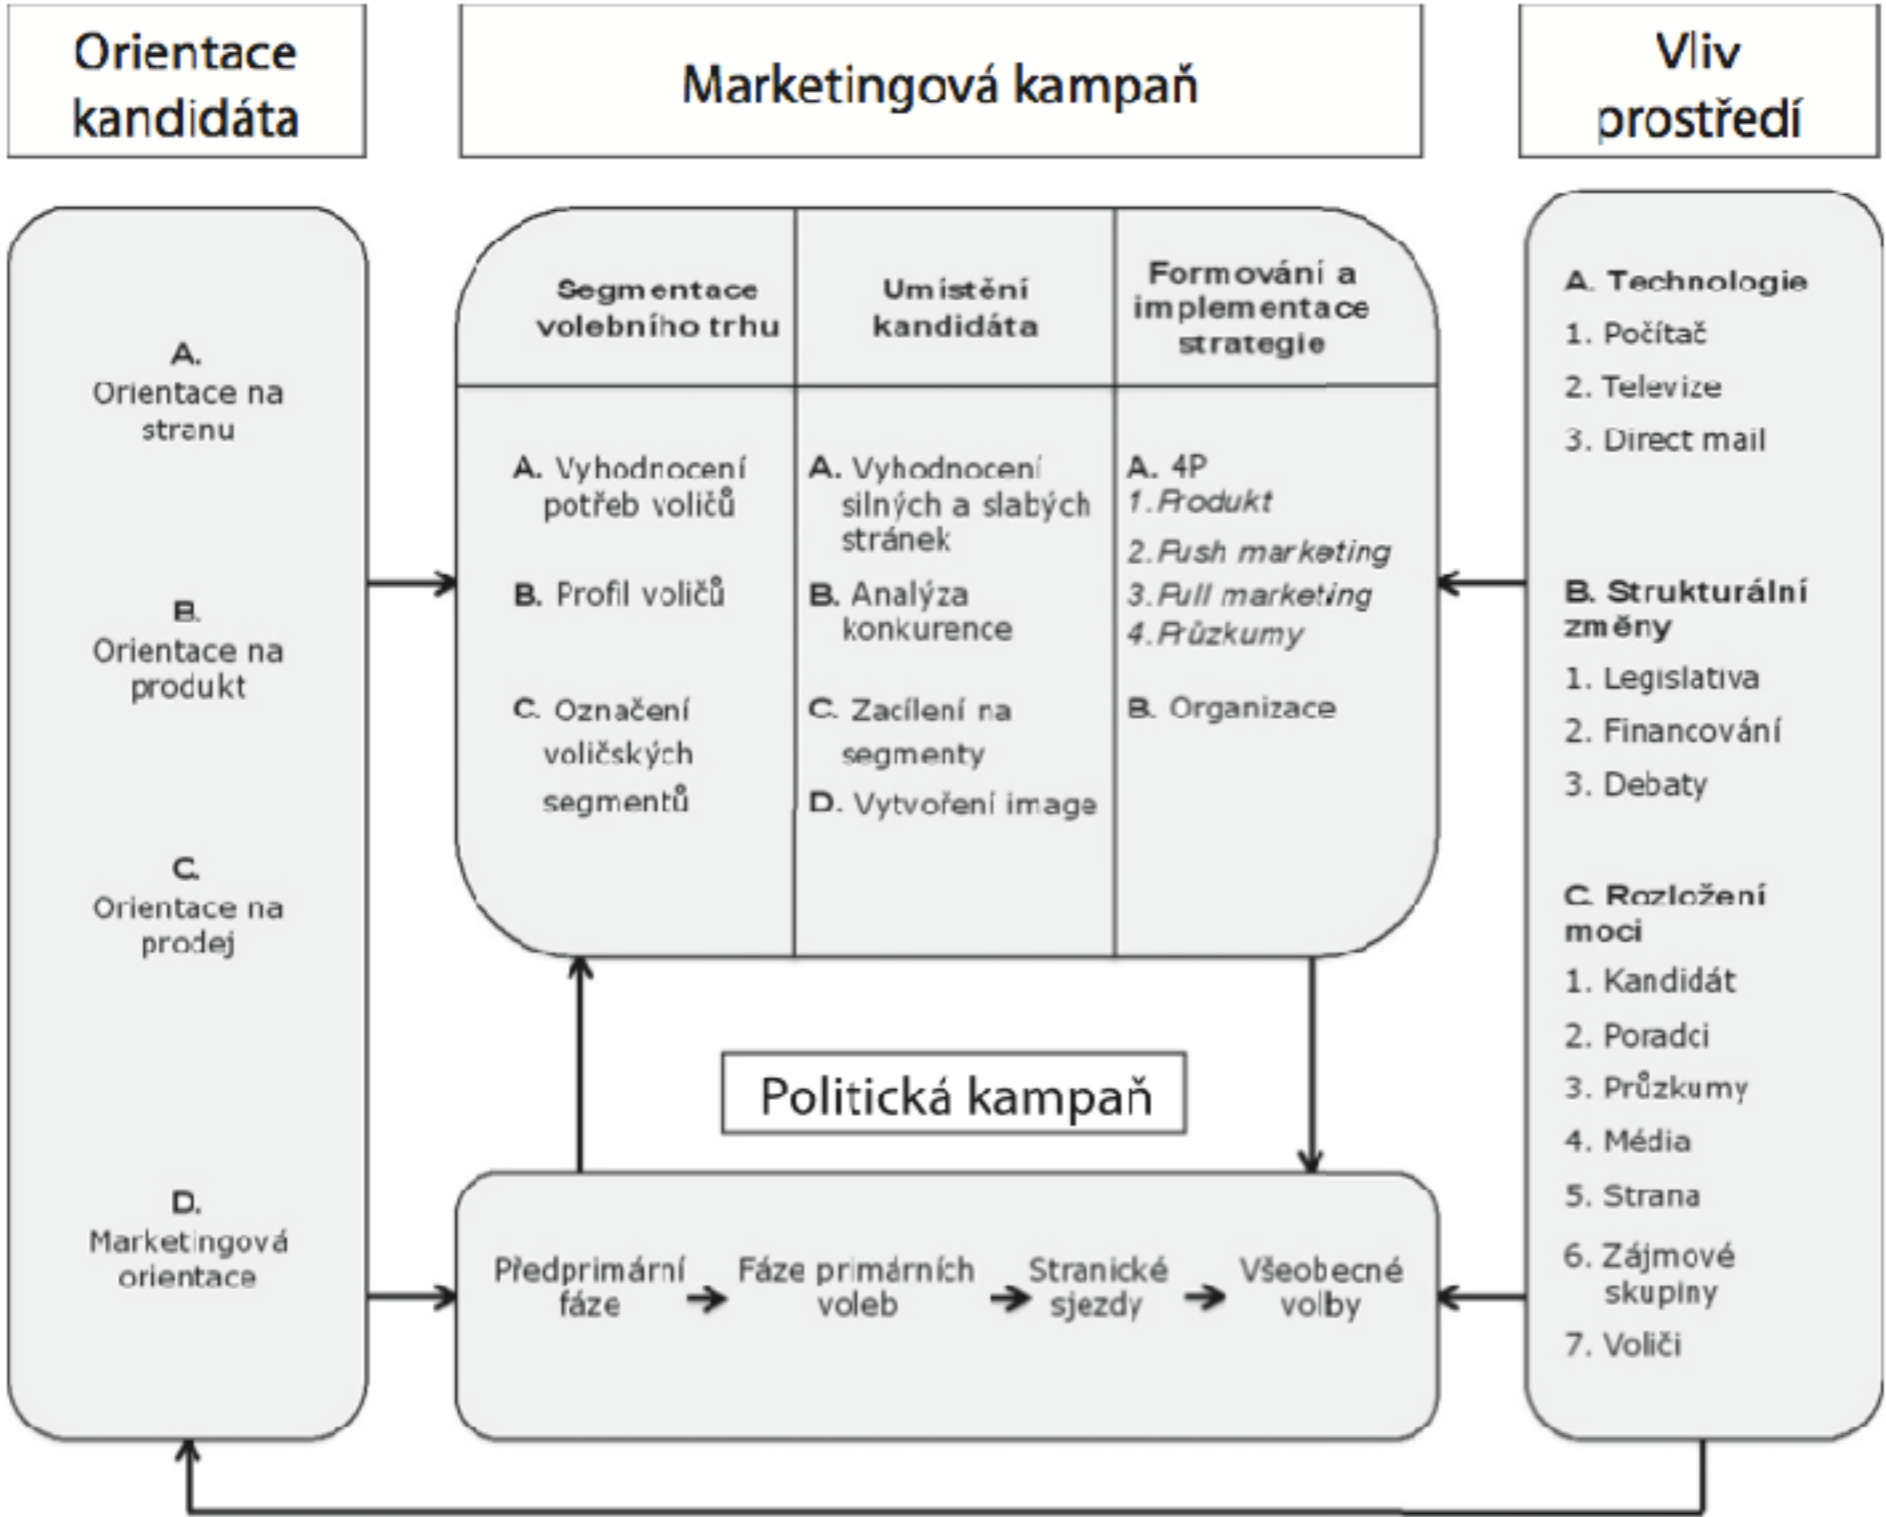 Orientace
kandidáta
Marketingová kampaň
Vliv
prostředí
A.
Orientace na
stranu
B.
Orientace na
produkt
C.
Orientace na
prodej
D.
Marketingová
orientace
Segmentace
volebního trhu
A. Vyhodnocení
potřeb voličů
B. Profil voličů
C. Označení
voličských
segmentů
Umístění
kandidáta
A. Vyhodnocení
silných a slabých
stránek
B. Analýza
konkurence
C. Zacílení na
segmenty
D. Vytvoření image
Formování a
implementace
strategie
A. 4P
1. Produkt
2. Push marketing
3. Pull marketing
4. Průzkumy
B. Organizace
Politická kampaň
Předprimární
fáze
Fáze primárních
voleb
Stranické
sjezdy
Všeobecné
volby
A. Technologie
1. Počítač
2. Televize
3. Direct mail
B. Strukturální
změny
1. Legislativa
2. Financování
3. Debaty
C. Rozložení
moci
1. Kandidát
2. Poradci
3. Průzkumy
4. Média
5. Strana
6. Zájmové
skupiny
7. Voliči